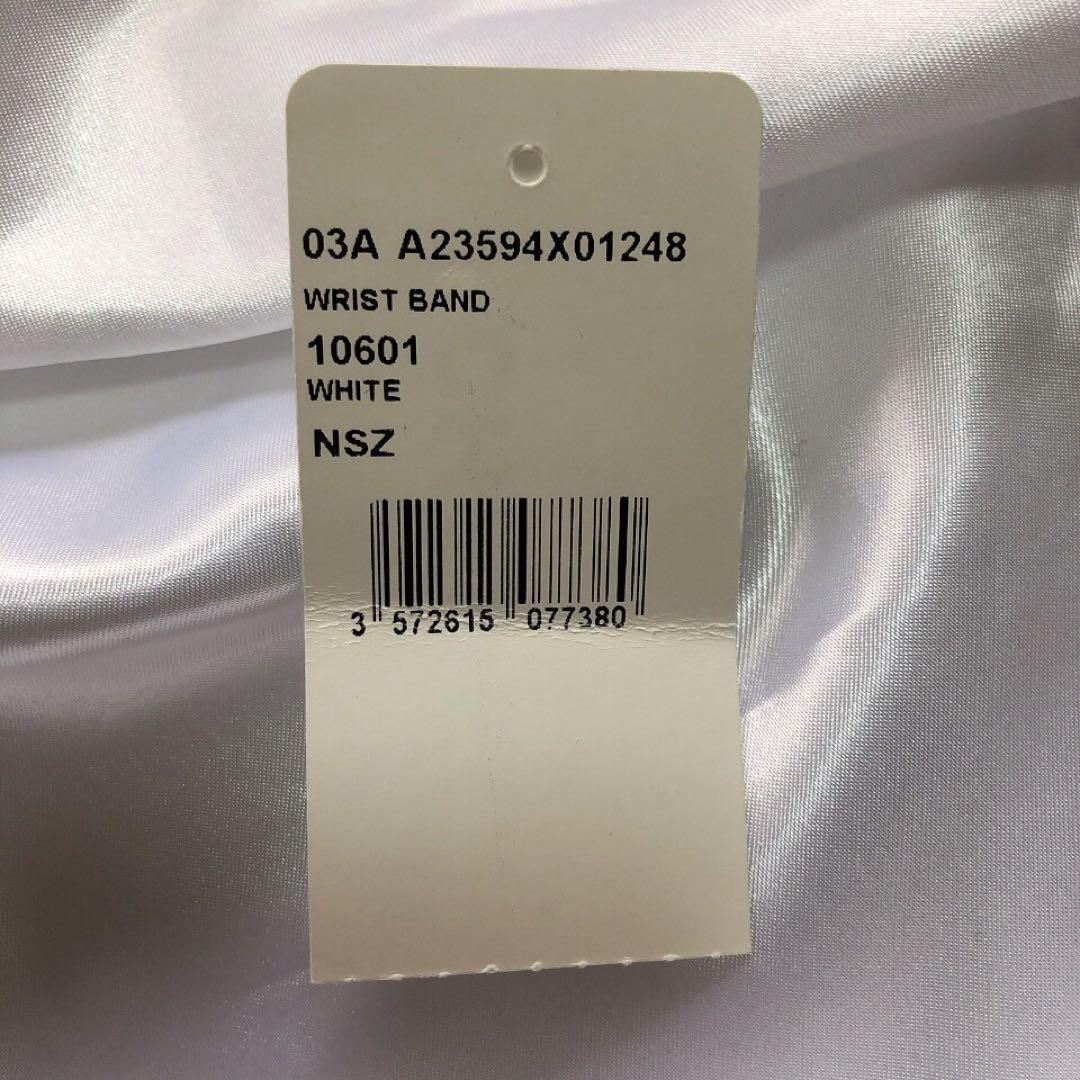 03A A23594X01248
WRIST BAND
10601
WHITE
NSZ
3 572615 077380